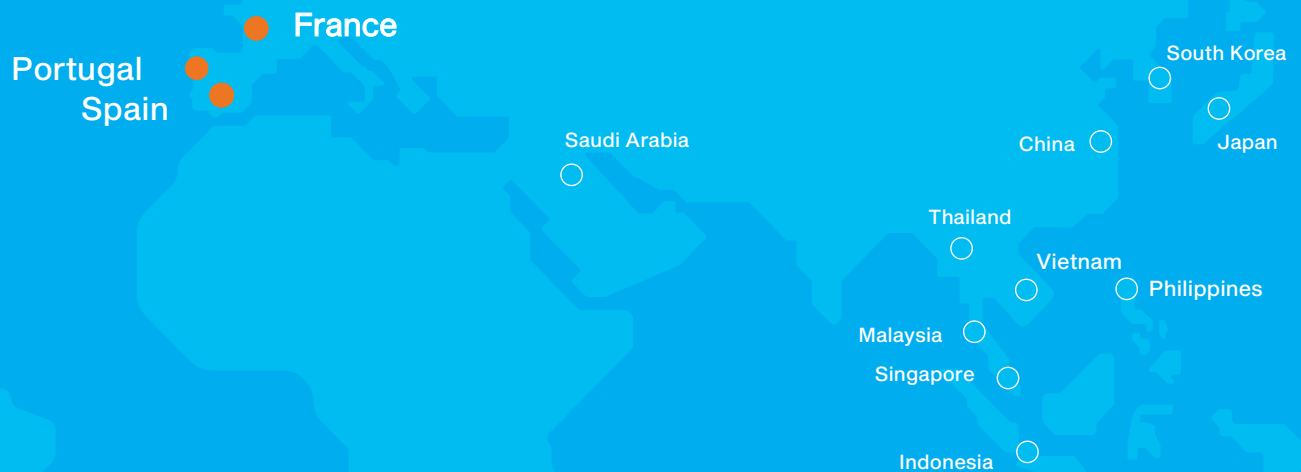 France
Portugal
Spain
South Korea
Saudi Arabia
China
Japan
Thailand
Vietnam
Philippines
Malaysia
Singapore
Indonesia